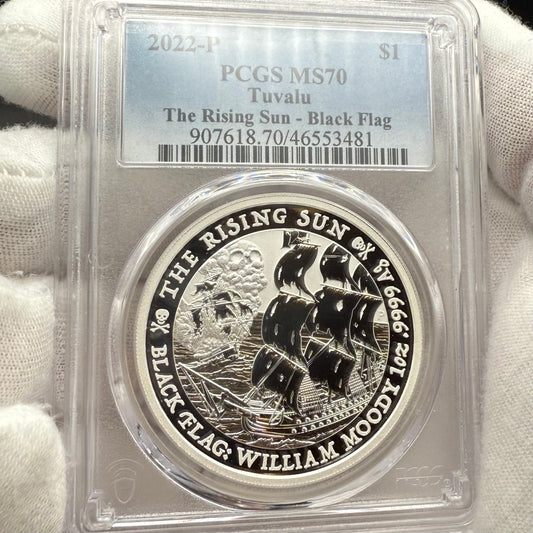 2022-P $1
PCGS MS70
Tuvalu
The Rising Sun - Black Flag
907618.70/46553481
THE RISING SUN
BLACK FLAG: WILLIAM MOODY 1OZ 9999 AG